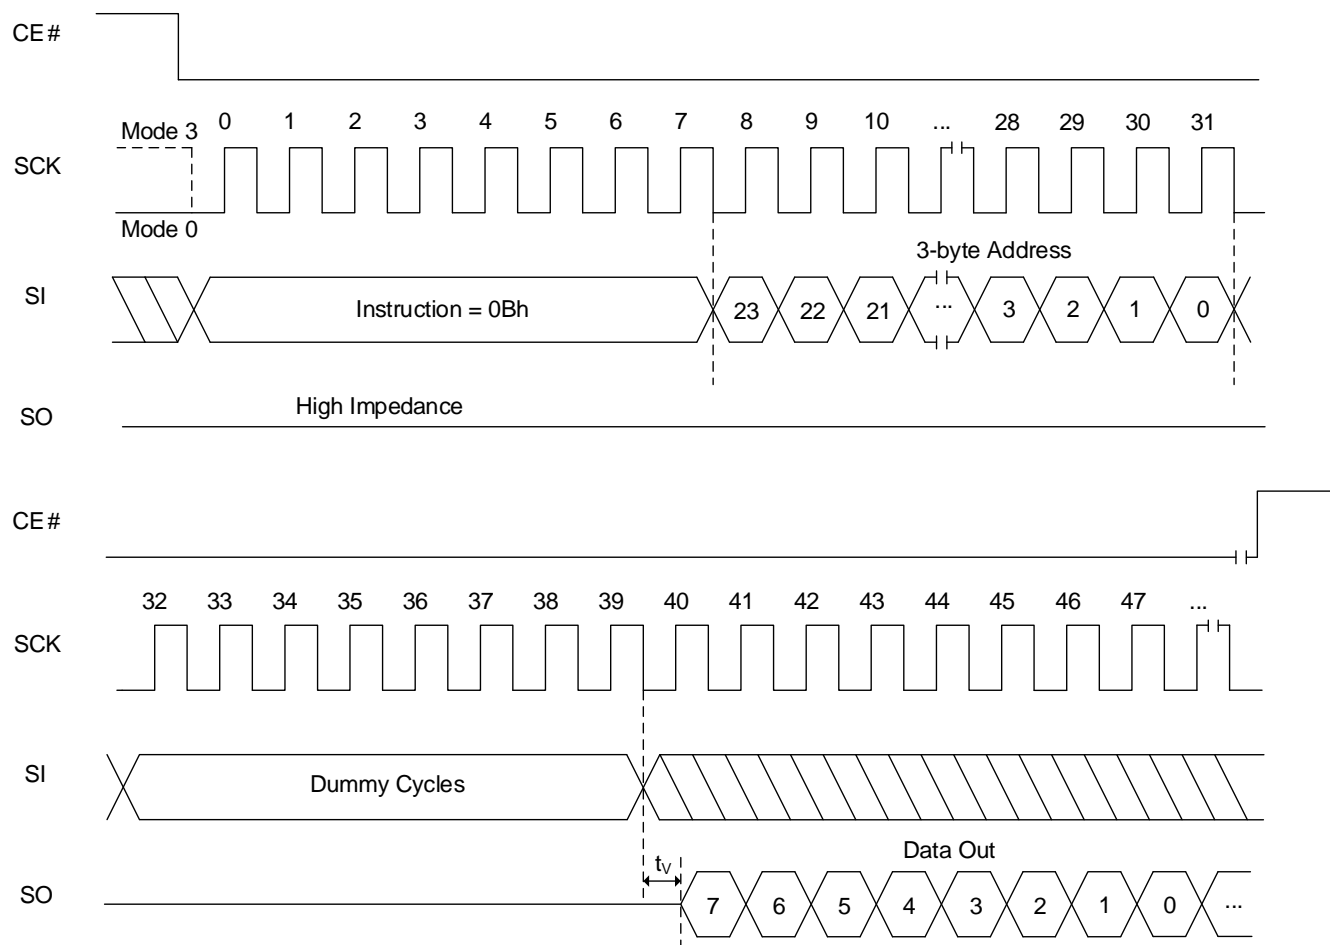 CE#
Mode 3 0 1 2 3 4 5 6 7 8 9 10 ... 28 29 30 31
SCK
Mode 0
3-byte Address
SI Instruction = 0Bh 23 22 21 ... 3 2 1 0
High Impedance
SO
CE#
32 33 34 35 36 37 38 39 40 41 42 43 44 45 46 47 ...
SCK
SI Dummy Cycles
tV Data Out
SO 7 6 5 4 3 2 1 0 ...